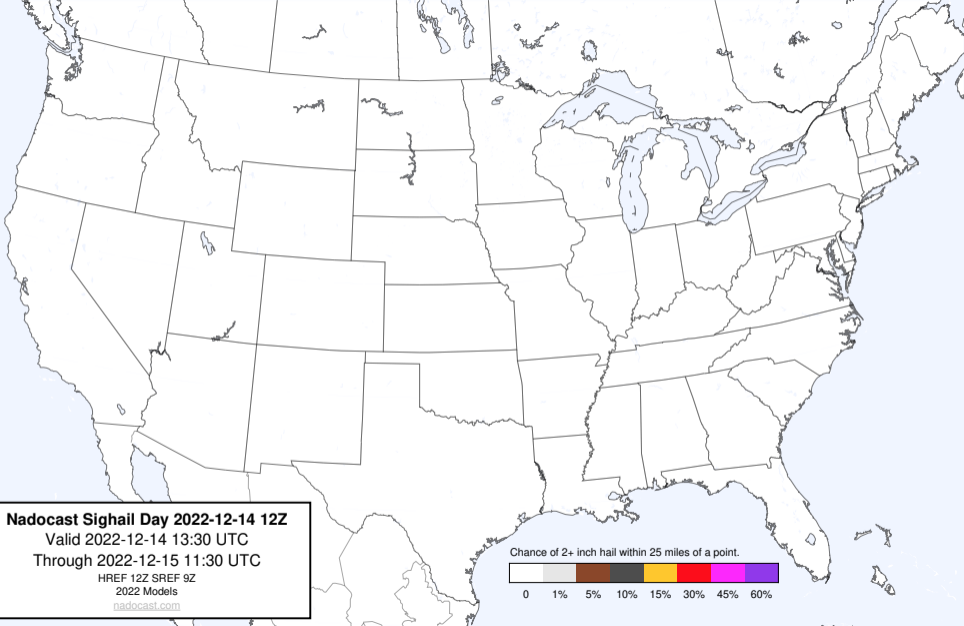 Nadocast Sighail Day 2022-12-14 12Z
Valid 2022-12-14 13:30 UTC
Through 2022-12-15 11:30 UTC
HREF 12Z SREF 9Z
2022 Models
nadocast.com
Chance of 2+ inch hail within 25 miles of a point.
0 1% 5% 10% 15% 30% 45% 60%